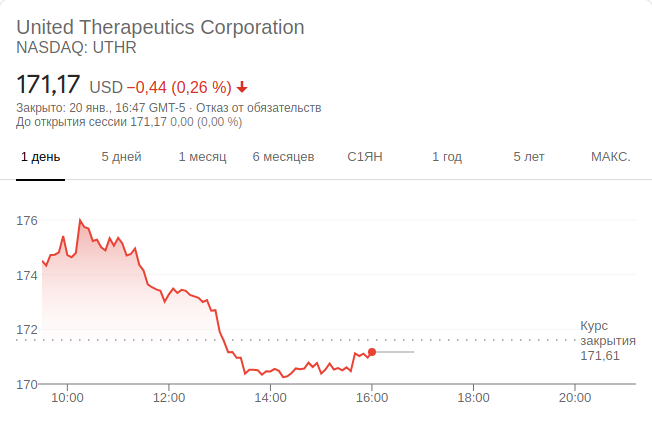 United Therapeutics Corporation
NASDAQ: UTHR
171,17 USD −0,44 (0,26 %)
Закрыто: 20 янв., 16:47 GMT-5 · Отказ от обязательств
До открытия сессии 171,17 0,00 (0,00 %)
1 день 5 дней 1 месяц 6 месяцев С1ЯН 1 год 5 лет МАКС.
176
174
172
Курс
закрытия
171,61
170
10:00 12:00 14:00 16:00 18:00 20:00